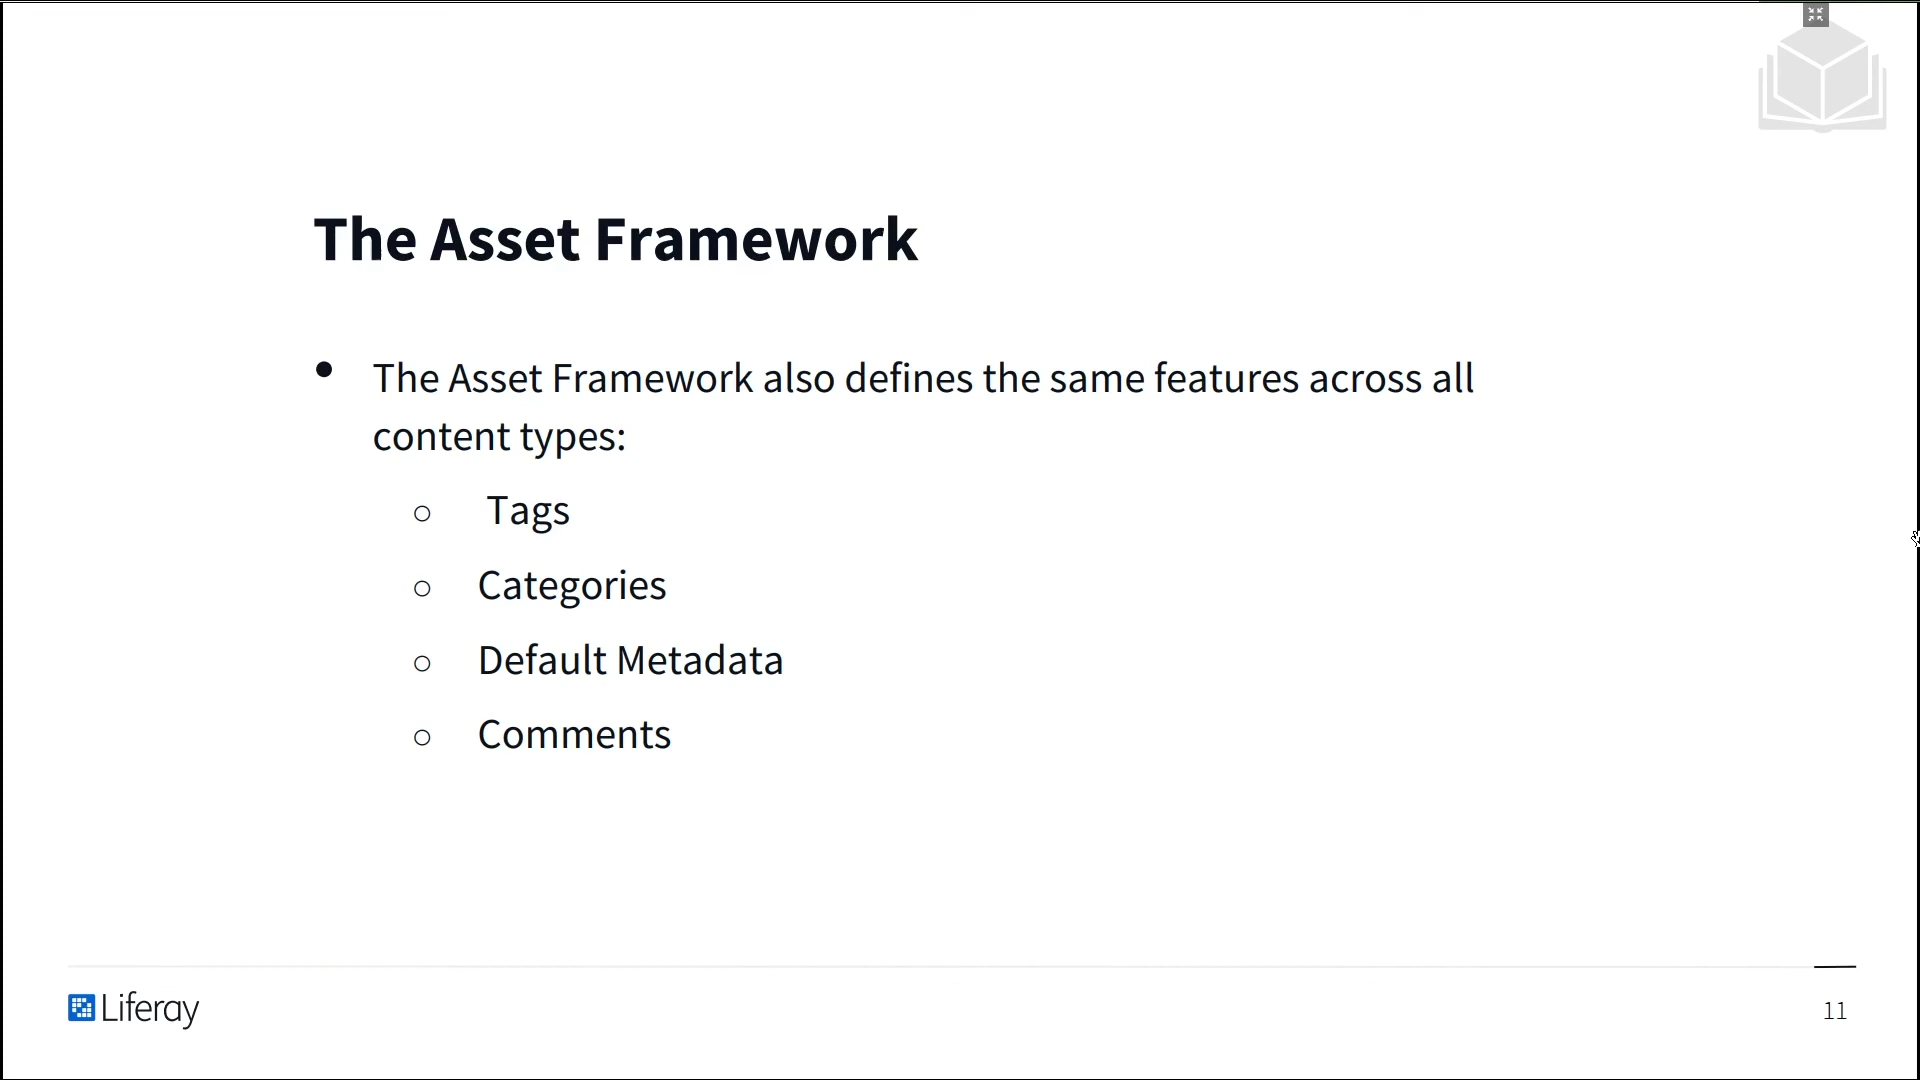 The Asset Framework
• The Asset Framework also defines the same features across all
content types:
○ Tags
○ Categories
○ Default Metadata
○ Comments
Liferay
11